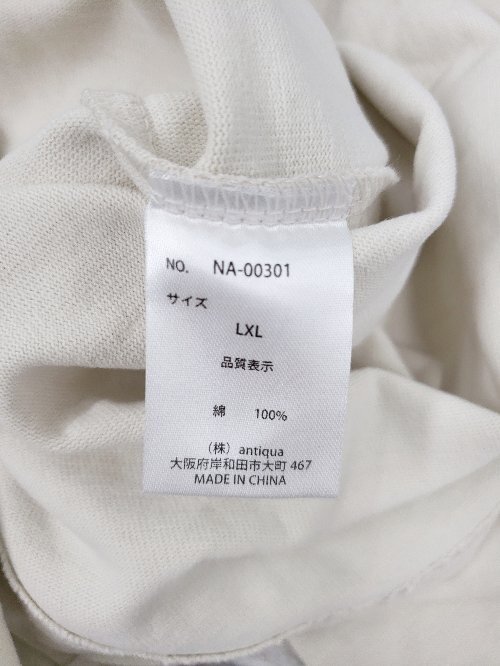 NO. NA-00301
サイズ
LXL
品質表示
綿 100%
（株）antiqua
大阪府岸和田市大町 467
MADE IN CHINA